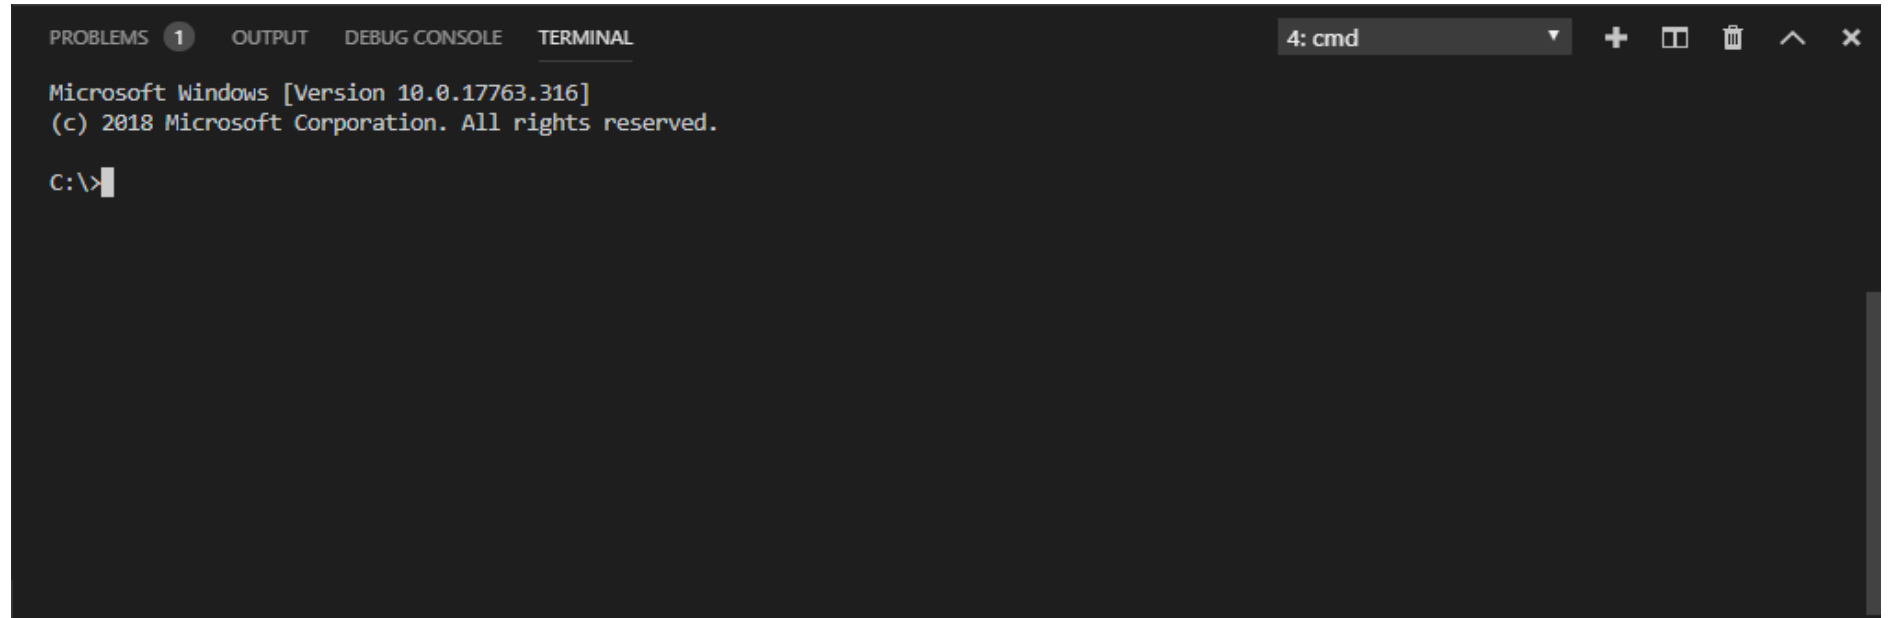 PROBLEMS 1 OUTPUT DEBUG CONSOLE TERMINAL 4: cmd
Microsoft Windows [Version 10.0.17763.316]
(c) 2018 Microsoft Corporation. All rights reserved.
C:\>